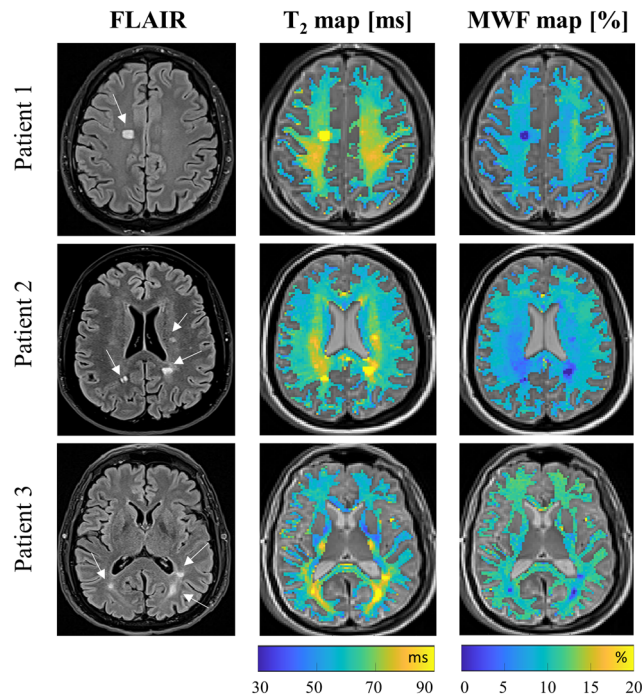 FLAIR T₂ map [ms] MWF map [%]
Patient 1
Patient 2
Patient 3
ms %
30 50 70 90 0 5 10 15 20